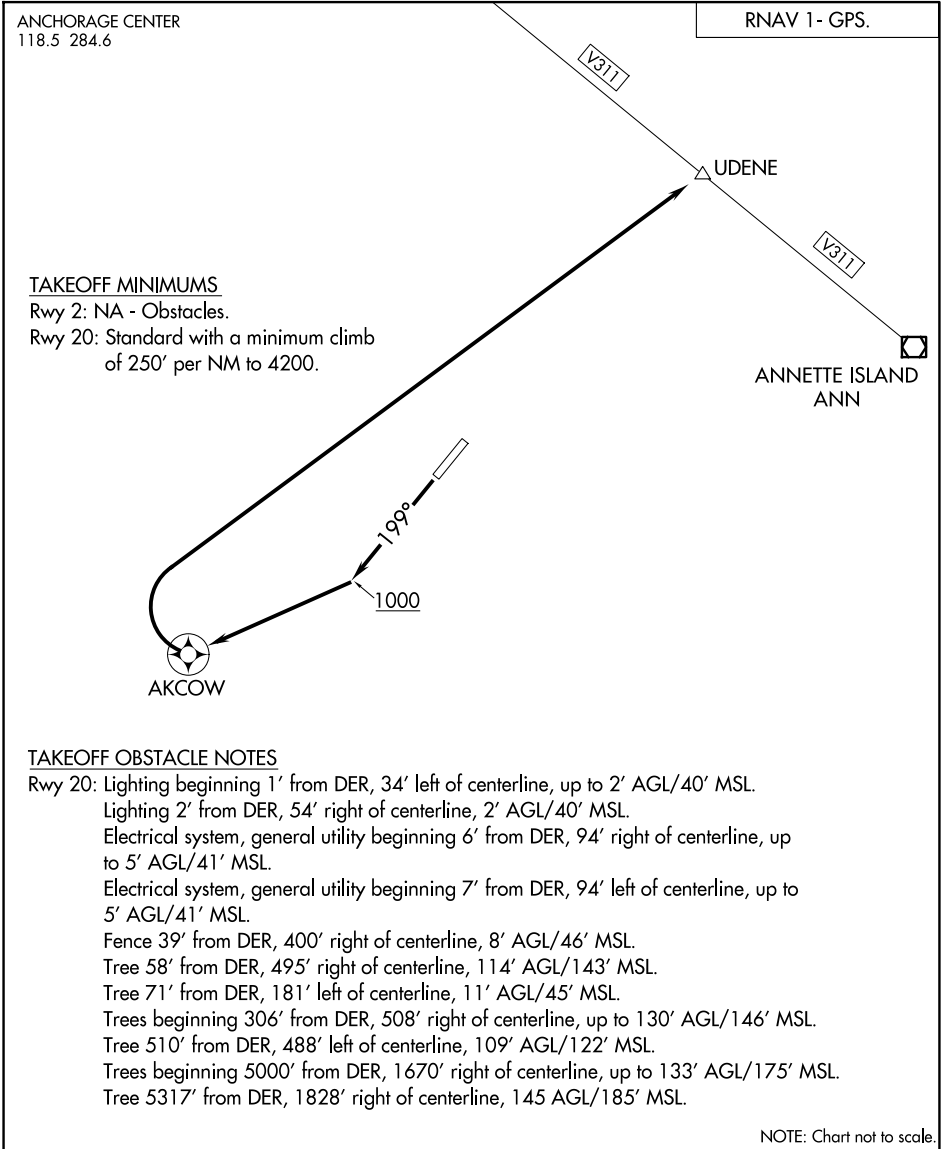 ANCHORAGE CENTER
118.5 284.6
RNAV 1- GPS.
V311
UDENE
V311
TAKEOFF MINIMUMS
Rwy 2: NA - Obstacles.
Rwy 20: Standard with a minimum climb
of 250′ per NM to 4200.
ANNETTE ISLAND
ANN
199°
1000
AKCOW
TAKEOFF OBSTACLE NOTES
Rwy 20: Lighting beginning 1′ from DER, 34′ left of centerline, up to 2′ AGL/40′ MSL.
Lighting 2′ from DER, 54′ right of centerline, 2′ AGL/40′ MSL.
Electrical system, general utility beginning 6′ from DER, 94′ right of centerline, up
to 5′ AGL/41′ MSL.
Electrical system, general utility beginning 7′ from DER, 94′ left of centerline, up to
5′ AGL/41′ MSL.
Fence 39′ from DER, 400′ right of centerline, 8′ AGL/46′ MSL.
Tree 58′ from DER, 495′ right of centerline, 114′ AGL/143′ MSL.
Tree 71′ from DER, 181′ left of centerline, 11′ AGL/45′ MSL.
Trees beginning 306′ from DER, 508′ right of centerline, up to 130′ AGL/146′ MSL.
Tree 510′ from DER, 488′ left of centerline, 109′ AGL/122′ MSL.
Trees beginning 5000′ from DER, 1670′ right of centerline, up to 133′ AGL/175′ MSL.
Tree 5317′ from DER, 1828′ right of centerline, 145 AGL/185′ MSL.
NOTE: Chart not to scale.